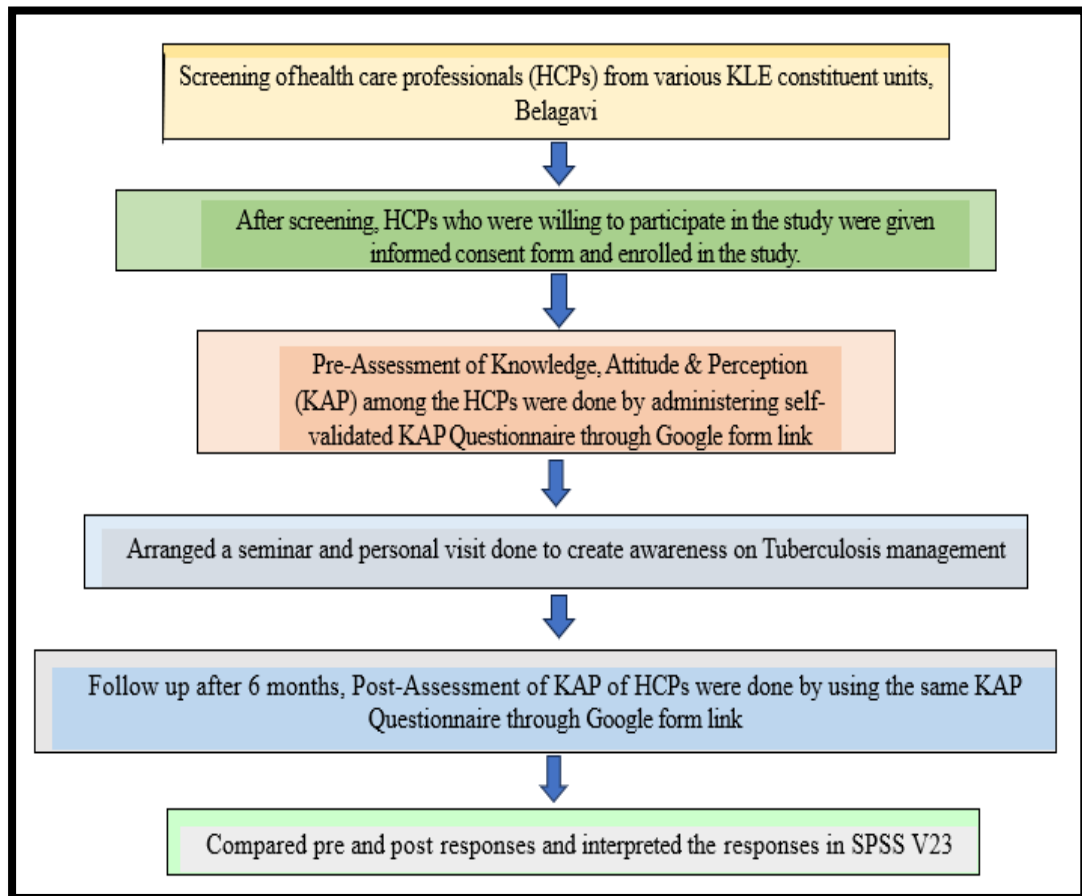 Screening of health care professionals (HCPs) from various KLE constituent units,
Belagavi
After screening, HCPs who were willing to participate in the study were given
informed consent form and enrolled in the study.
Pre-Assessment of Knowledge, Attitude & Perception
(KAP) among the HCPs were done by administering self-
validated KAP Questionnaire through Google form link
Arranged a seminar and personal visit done to create awareness on Tuberculosis management
Follow up after 6 months, Post-Assessment of KAP of HCPs were done by using the same KAP
Questionnaire through Google form link
Compared pre and post responses and interpreted the responses in SPSS V23